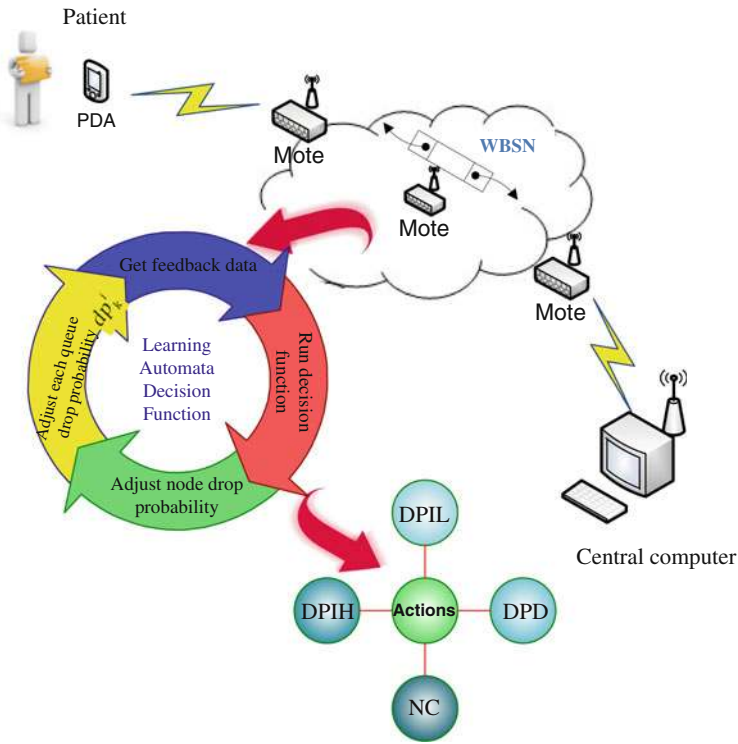 Patient
PDA
Mote
WBSN
Mote
Mote
Get feedback data
Run decision
function
Adjust node drop
probability
Adjust each queue
drop probability dp_k^i
Learning
Automata
Decision
Function
Central computer
DPIL
DPIH
Actions
DPD
NC